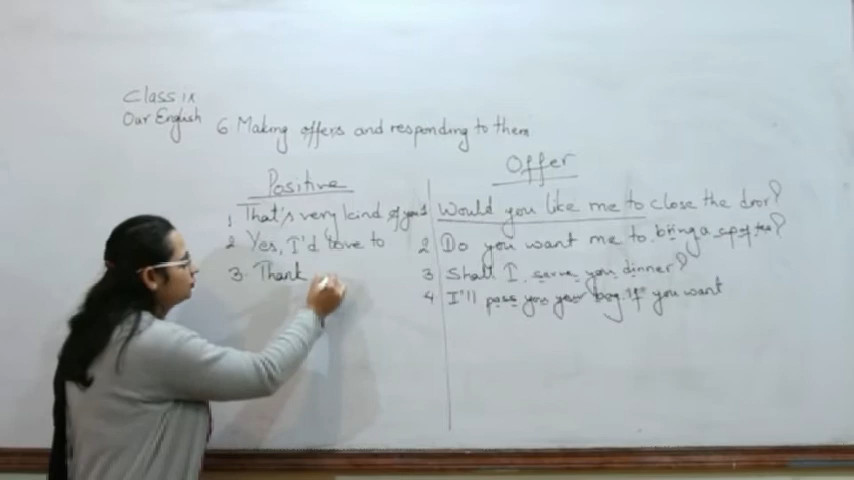 Class ix
Our English
6 Making offers and responding to them
Positive
1 That's very kind of you
2 Yes, I'd love to
3. Thank
Offer
1 Would you like me to close the dror?
2 Do you want me to bring a cup of tea?
3 Shall I serve you dinner?
4 I'll pass you your bag if you want